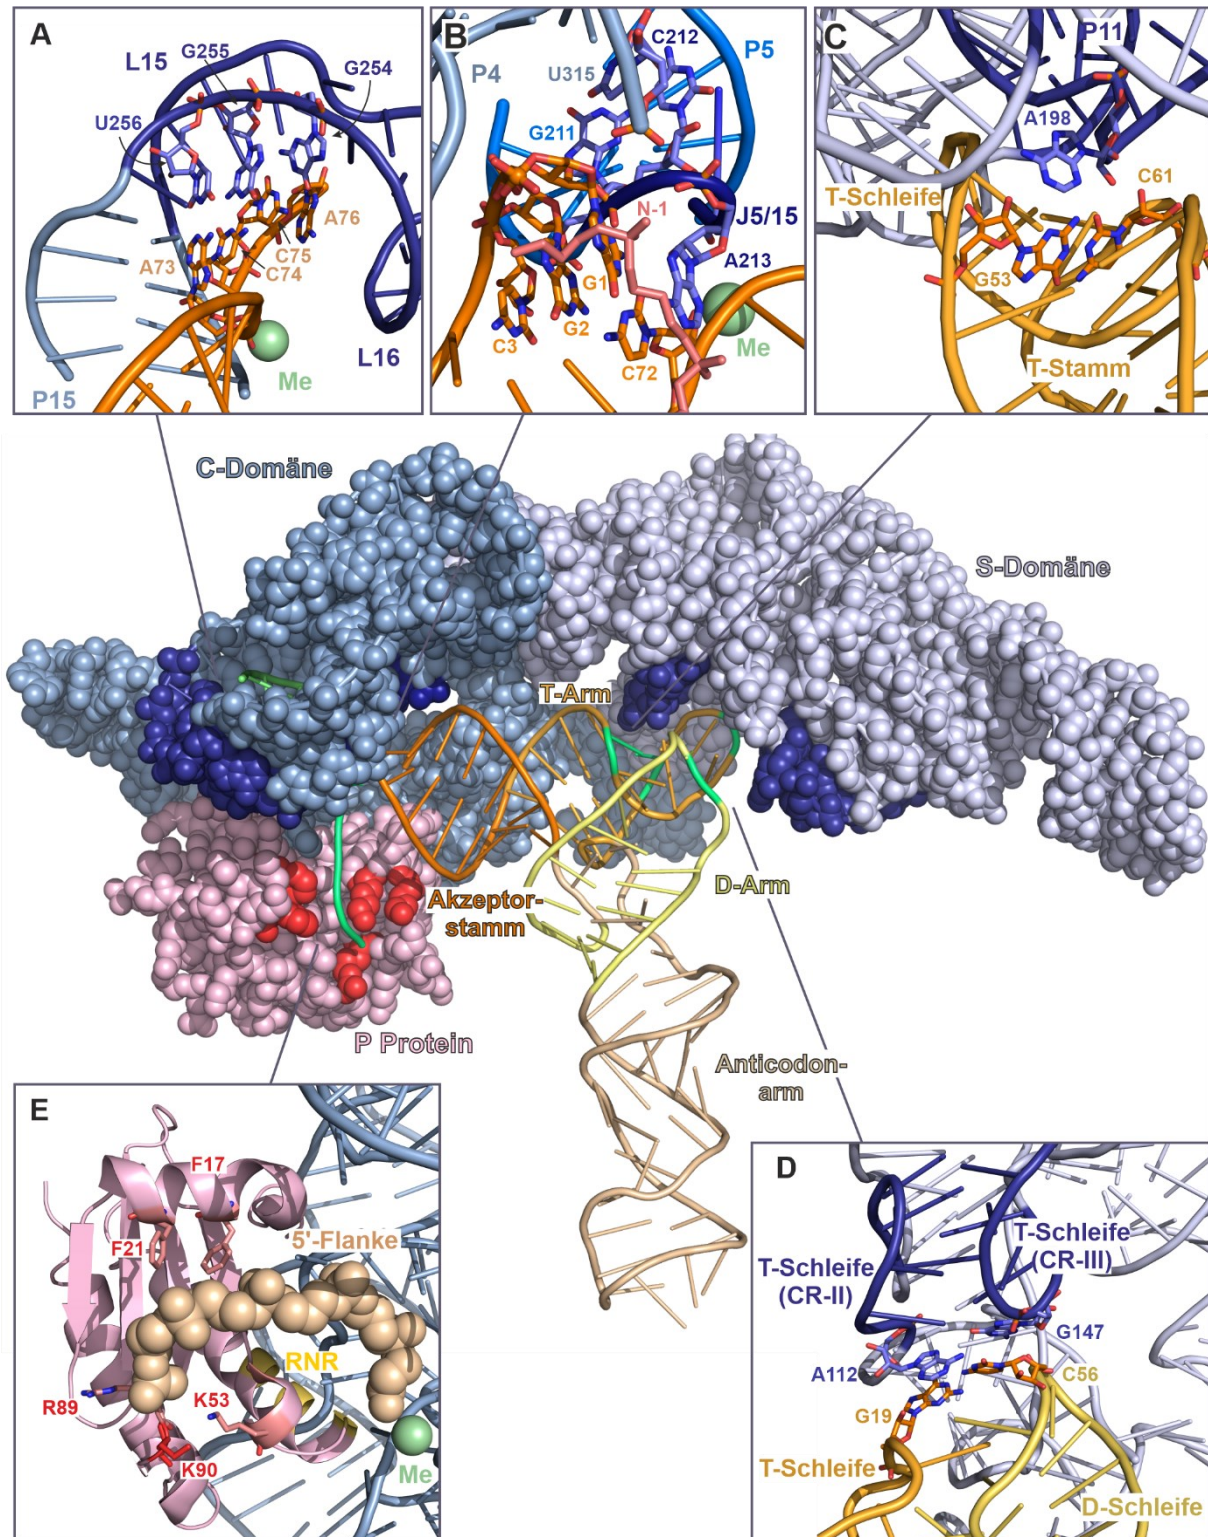 A
L15
G255
G254
U256
A76
C75
A73
C74
L16
Me
P15
B
C212
P5
P4
U315
G211
N-1
J5/15
A213
G1
G2
Me
C3
C72
C
P11
A198
T-Schleife
C61
G53
T-Stamm
C-Domäne
S-Domäne
T-Arm
D-Arm
Akzeptor-
stamm
P Protein
Anticodon-
arm
E
F17
5'-Flanke
F21
RNR
R89
K53
K90
Me
D
T-Schleife
(CR-III)
T-Schleife
(CR-II)
G147
A112
C56
G19
T-Schleife
D-Schleife